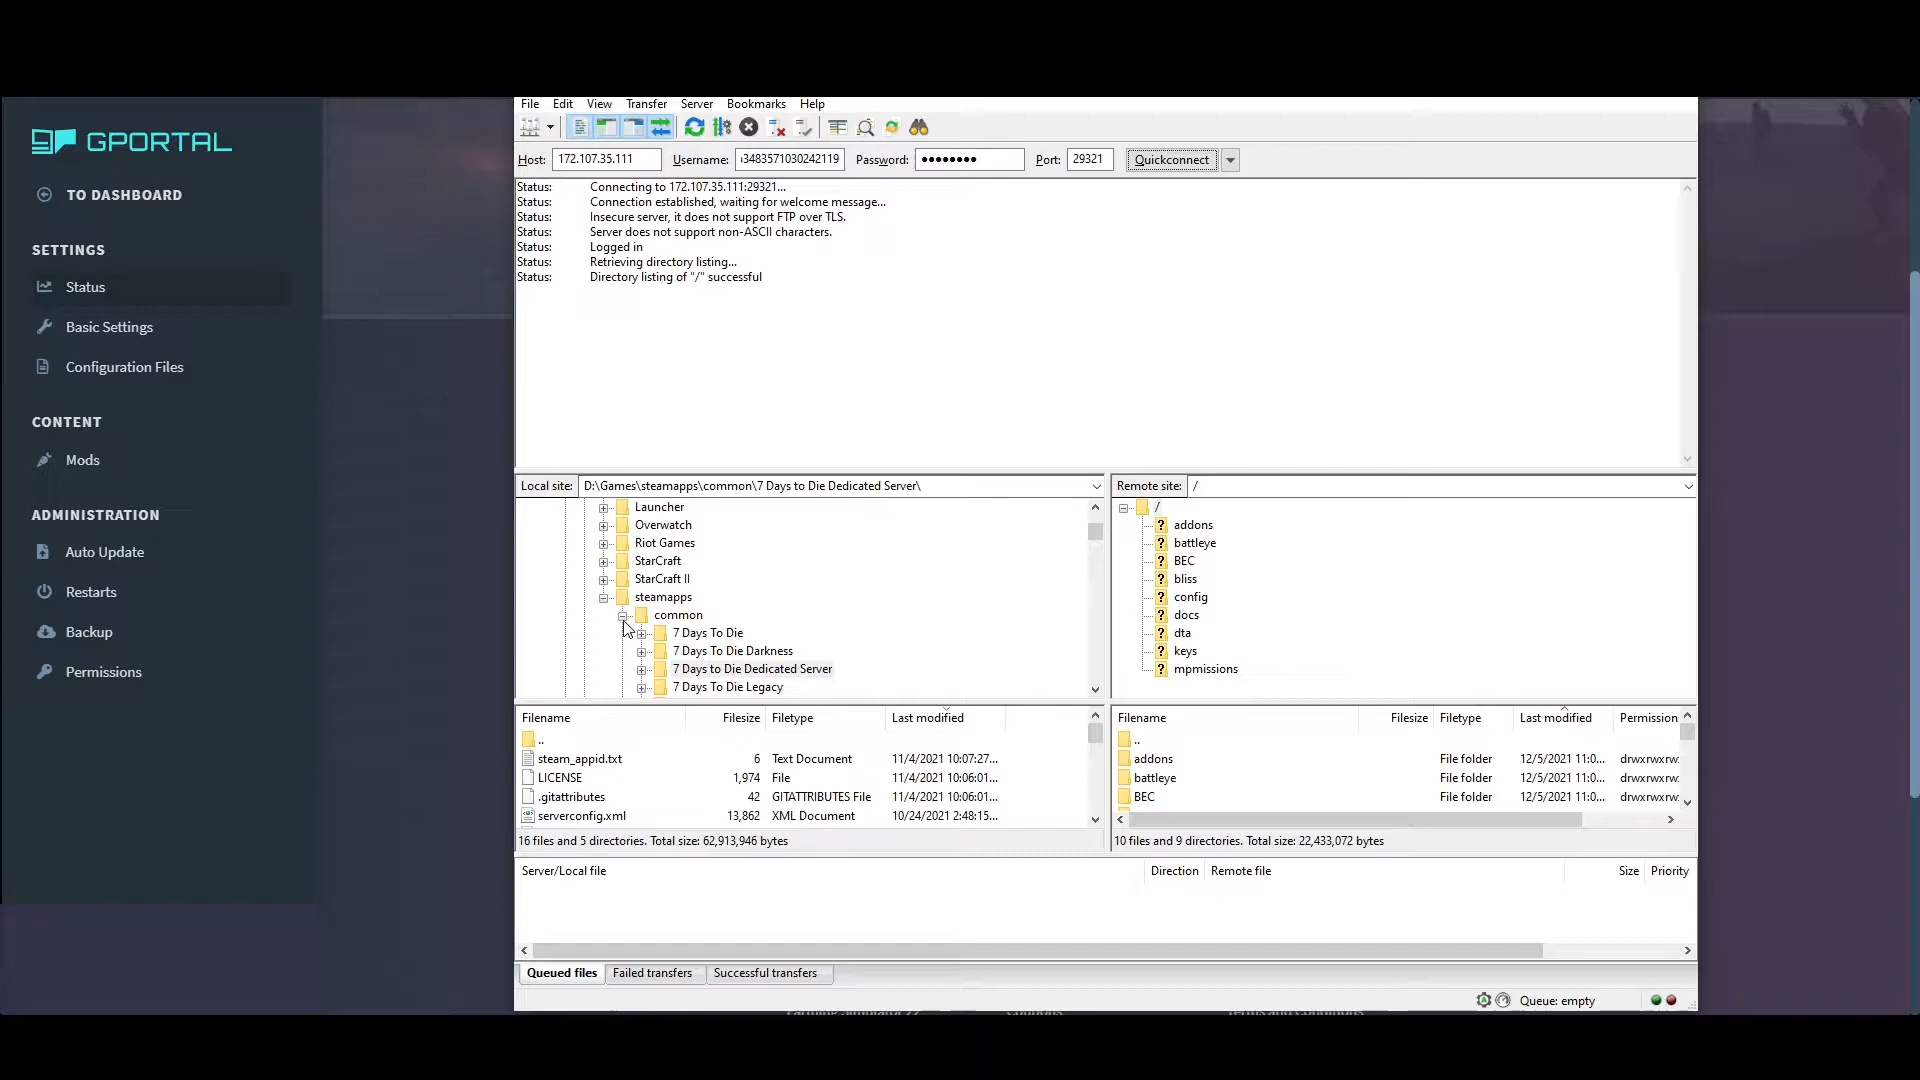 GPORTAL
TO DASHBOARD
SETTINGS
Status
Basic Settings
Configuration Files
CONTENT
Mods
ADMINISTRATION
Auto Update
Restarts
Backup
Permissions
File Edit View Transfer Server Bookmarks Help
Host: 172.107.35.111 Username: 3483571030242119 Password: ●●●●●●●● Port: 29321 Quickconnect
Status: Connecting to 172.107.35.111:29321...
Status: Connection established, waiting for welcome message...
Status: Insecure server, it does not support FTP over TLS.
Status: Server does not support non-ASCII characters.
Status: Logged in
Status: Retrieving directory listing...
Status: Directory listing of "/" successful
Local site: D:\Games\steamapps\common\7 Days to Die Dedicated Server\
Launcher
Overwatch
Riot Games
StarCraft
StarCraft II
steamapps
common
7 Days To Die
7 Days To Die Darkness
7 Days to Die Dedicated Server
7 Days To Die Legacy
Remote site: /
/
addons
battleye
BEC
bliss
config
docs
dta
keys
mpmissions
Filename Filesize Filetype Last modified
..
steam_appid.txt 6 Text Document 11/4/2021 10:07:27...
LICENSE 1,974 File 11/4/2021 10:06:01...
.gitattributes 42 GITATTRIBUTES File 11/4/2021 10:06:01...
serverconfig.xml 13,862 XML Document 10/24/2021 2:48:15...
16 files and 5 directories. Total size: 62,913,946 bytes
Filename Filesize Filetype Last modified Permission
..
addons File folder 12/5/2021 11:0... drwxrwxrw
battleye File folder 12/5/2021 11:0... drwxrwxrw
BEC File folder 12/5/2021 11:0... drwxrwxrw
10 files and 9 directories. Total size: 22,433,072 bytes
Server/Local file Direction Remote file Size Priority
Queued files Failed transfers Successful transfers
Queue: empty